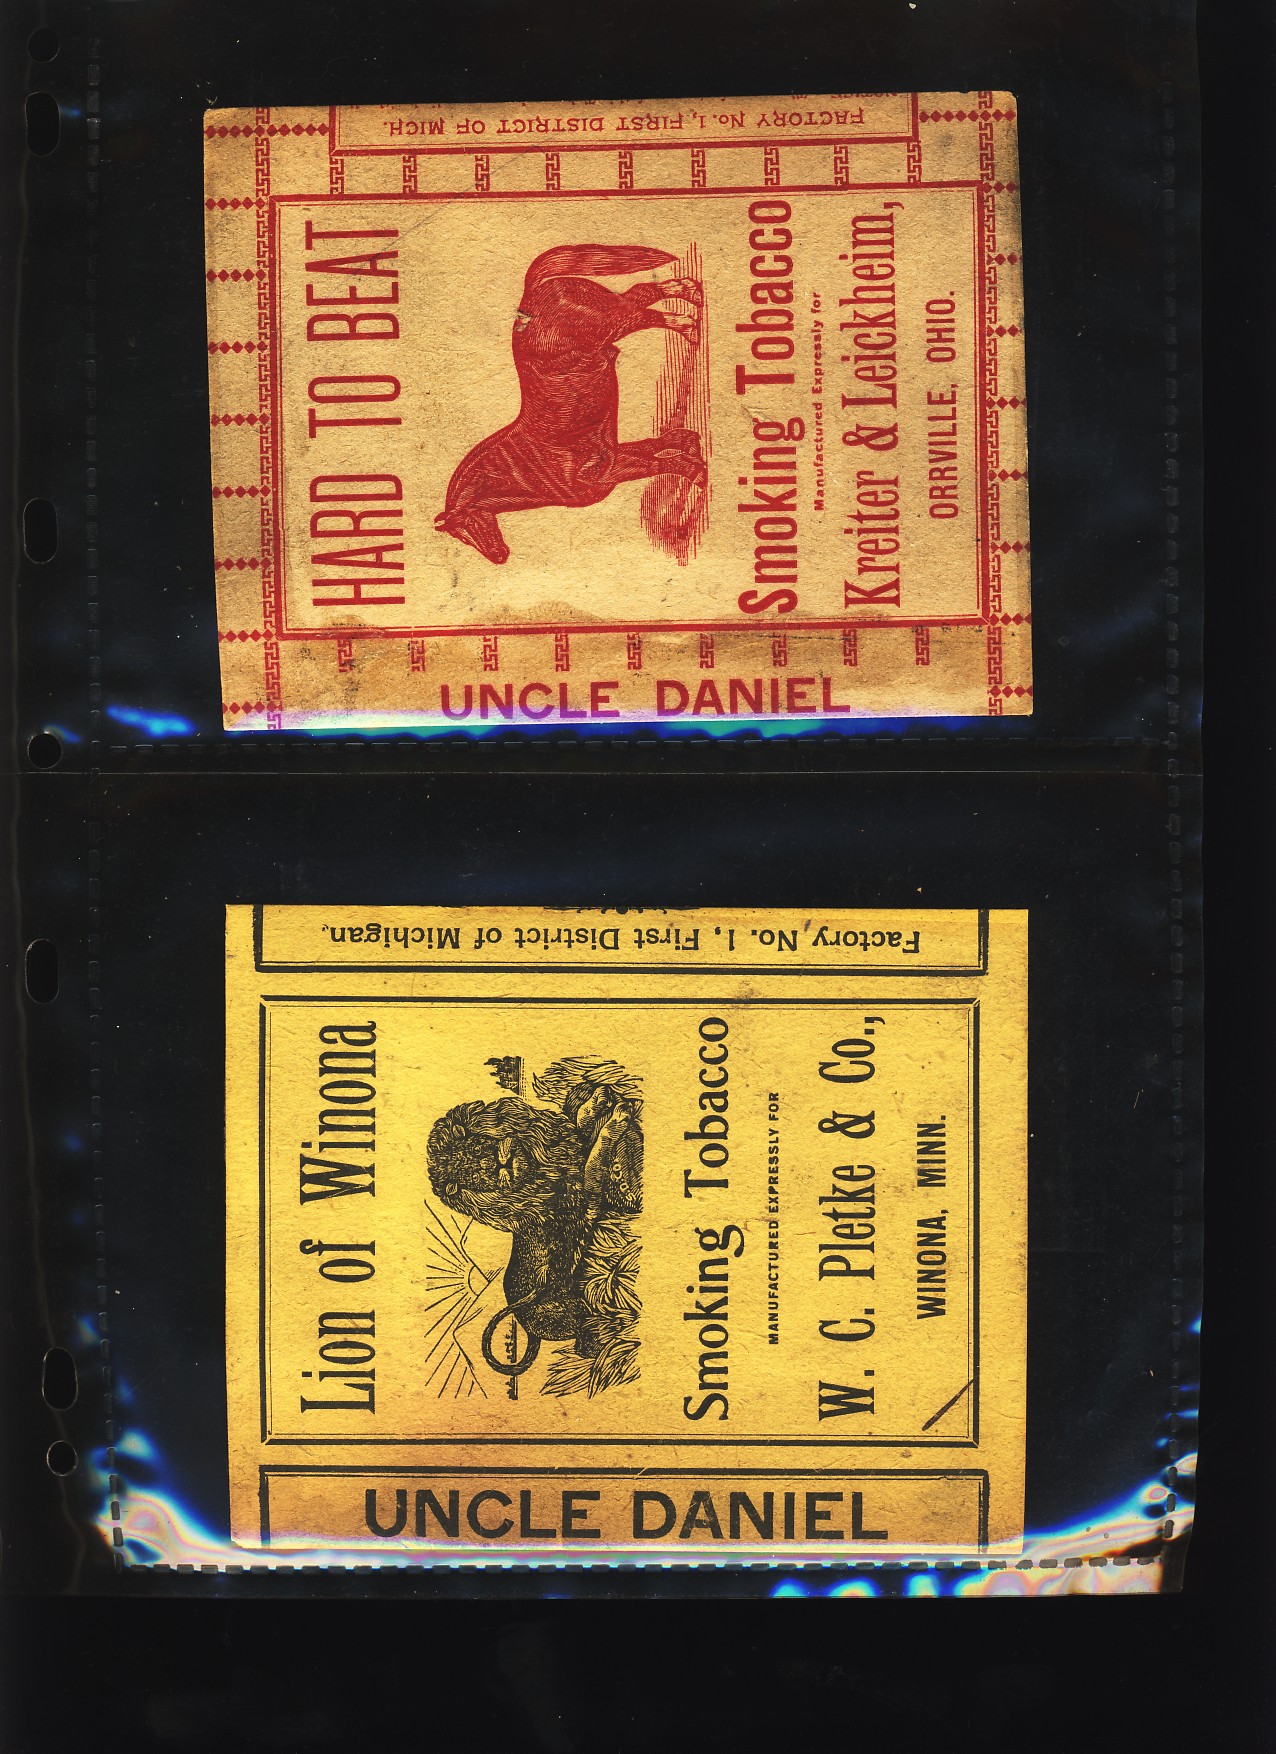 FACTORY No. 1, FIRST DISTRICT OF MICH.
HARD TO BEAT
Smoking Tobacco
Manufactured Expressly for
Kreiter & Leickheim,
ORRVILLE, OHIO.
UNCLE DANIEL
Factory No. 1, First District of Michigan.
Lion of Winona
Smoking Tobacco
MANUFACTURED EXPRESSLY FOR
W. C. Pletke & Co.,
WINONA, MINN.
UNCLE DANIEL